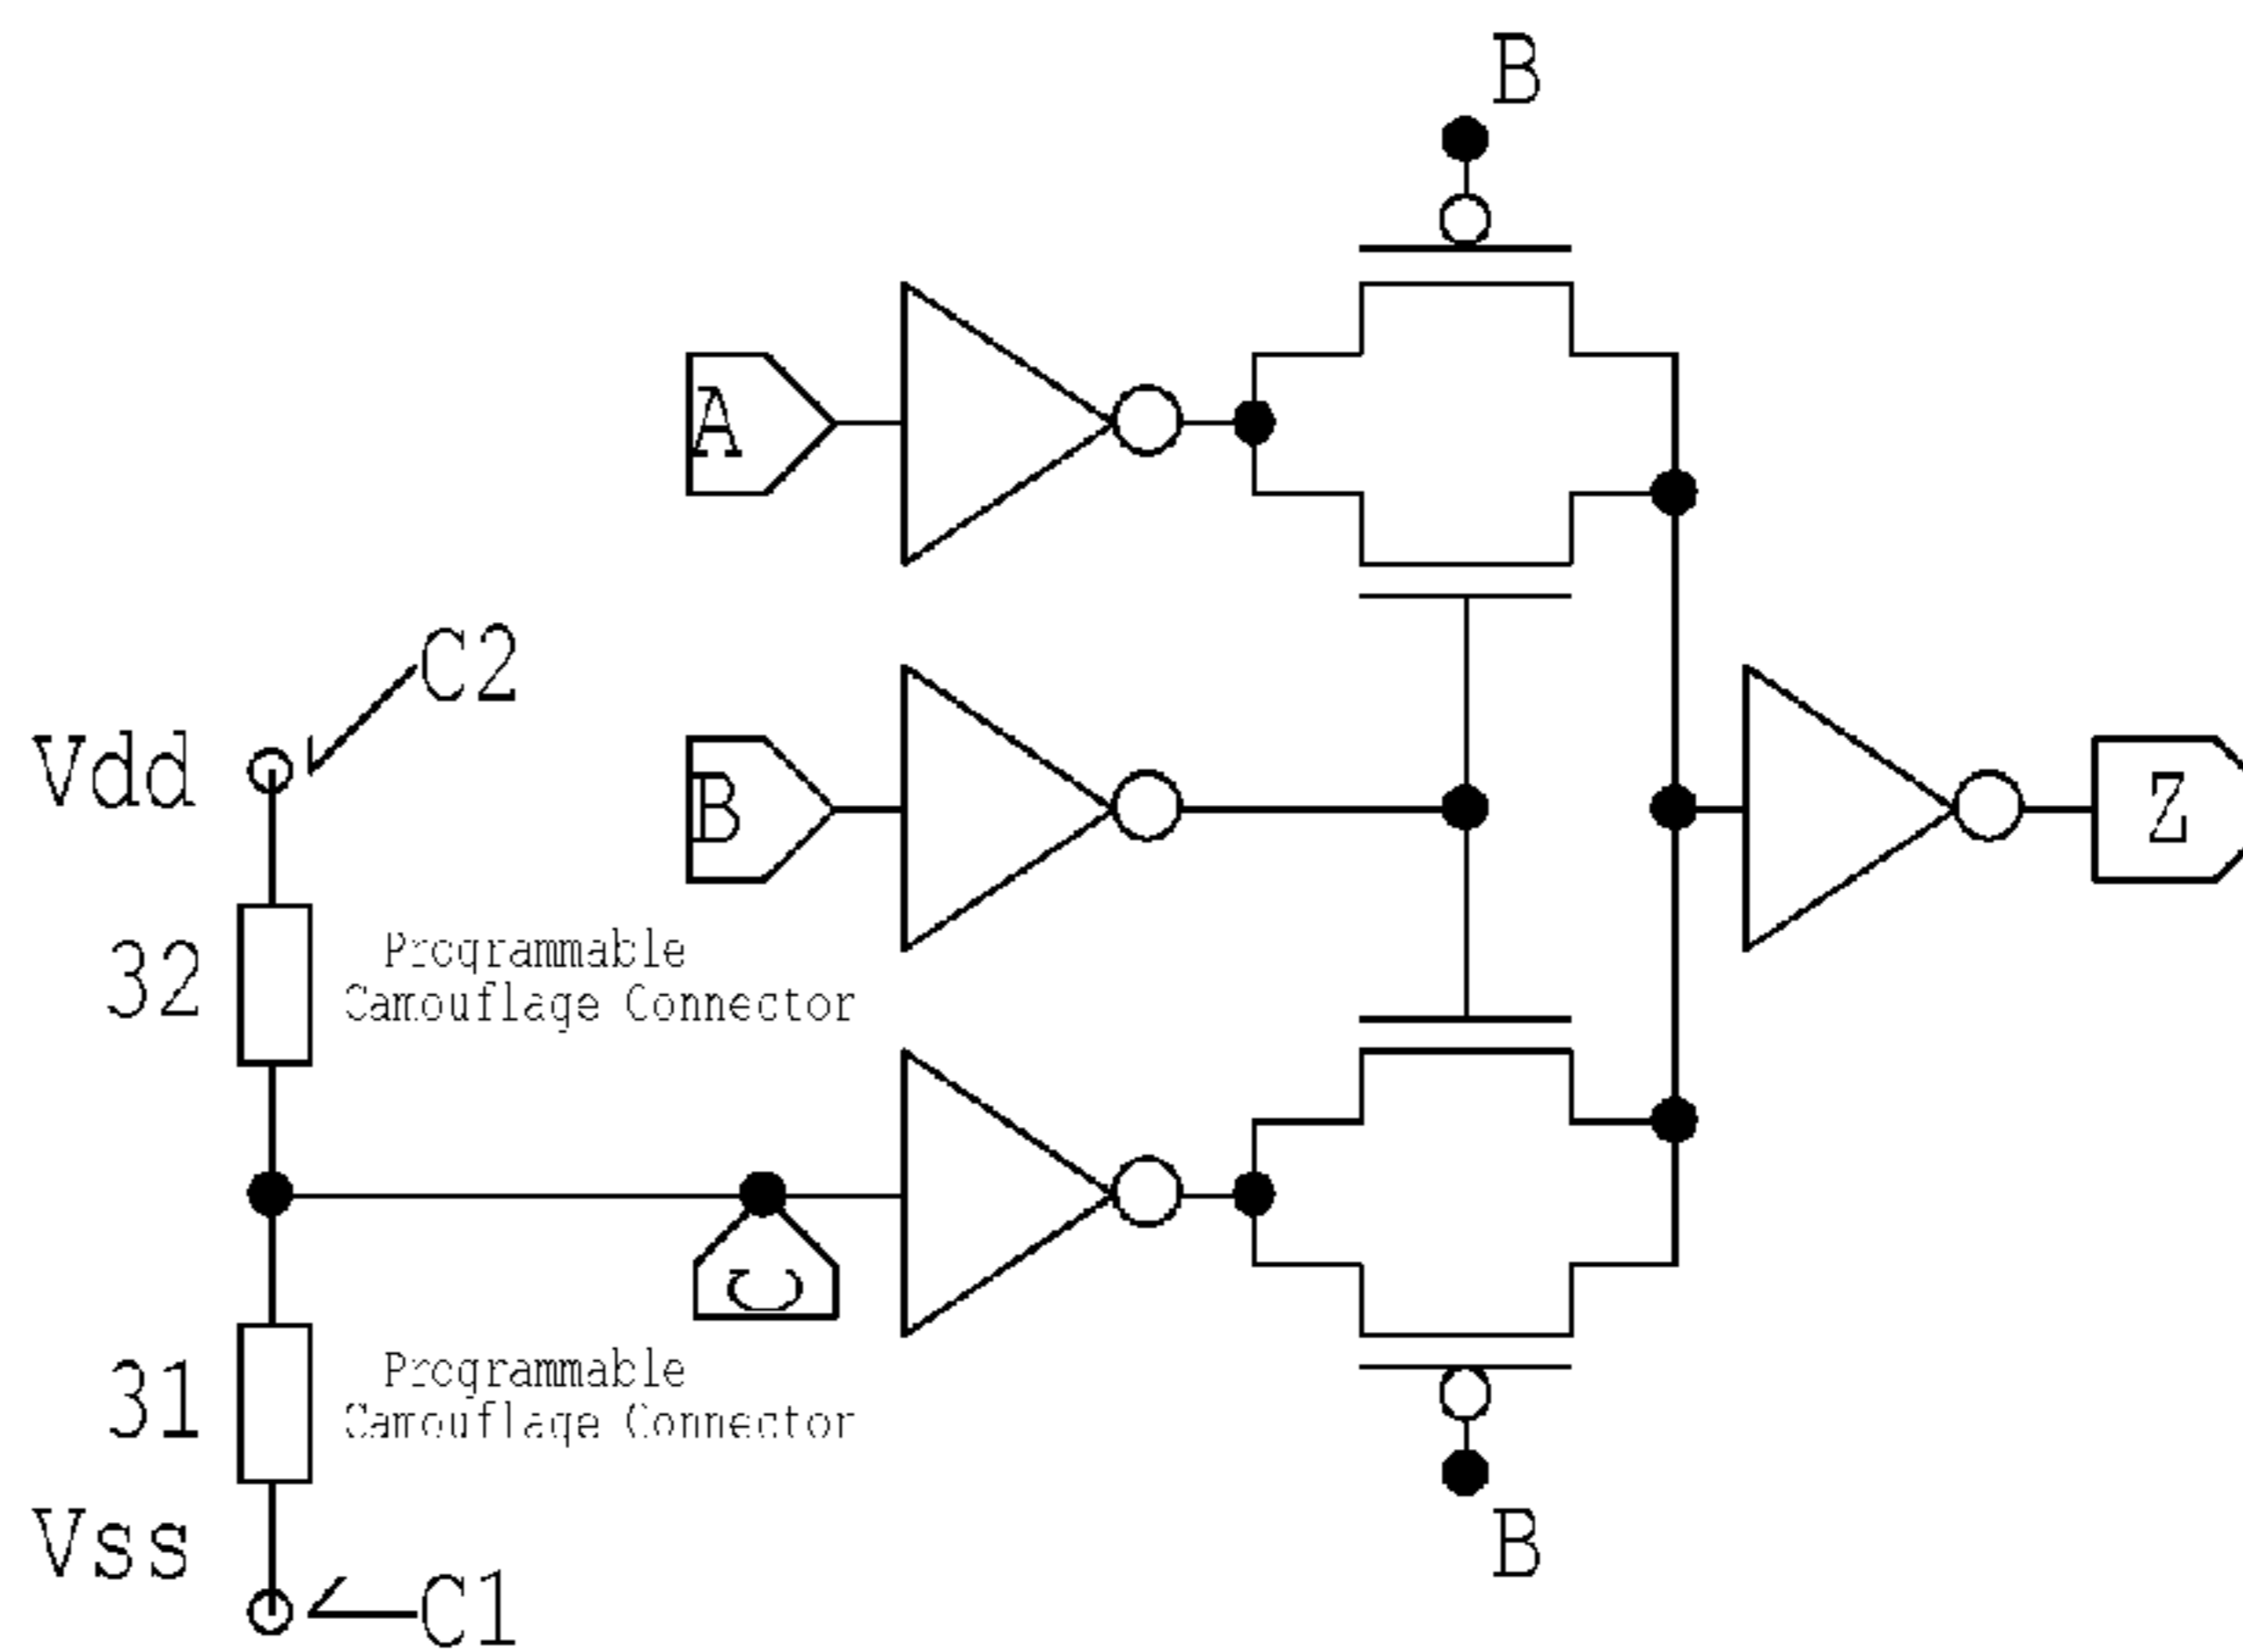 B
A
C2
Vdd
B
Z
32
Programmable
Camouflage Connector
C
31
Programmable
Camouflage Connector
Vss
B
C1